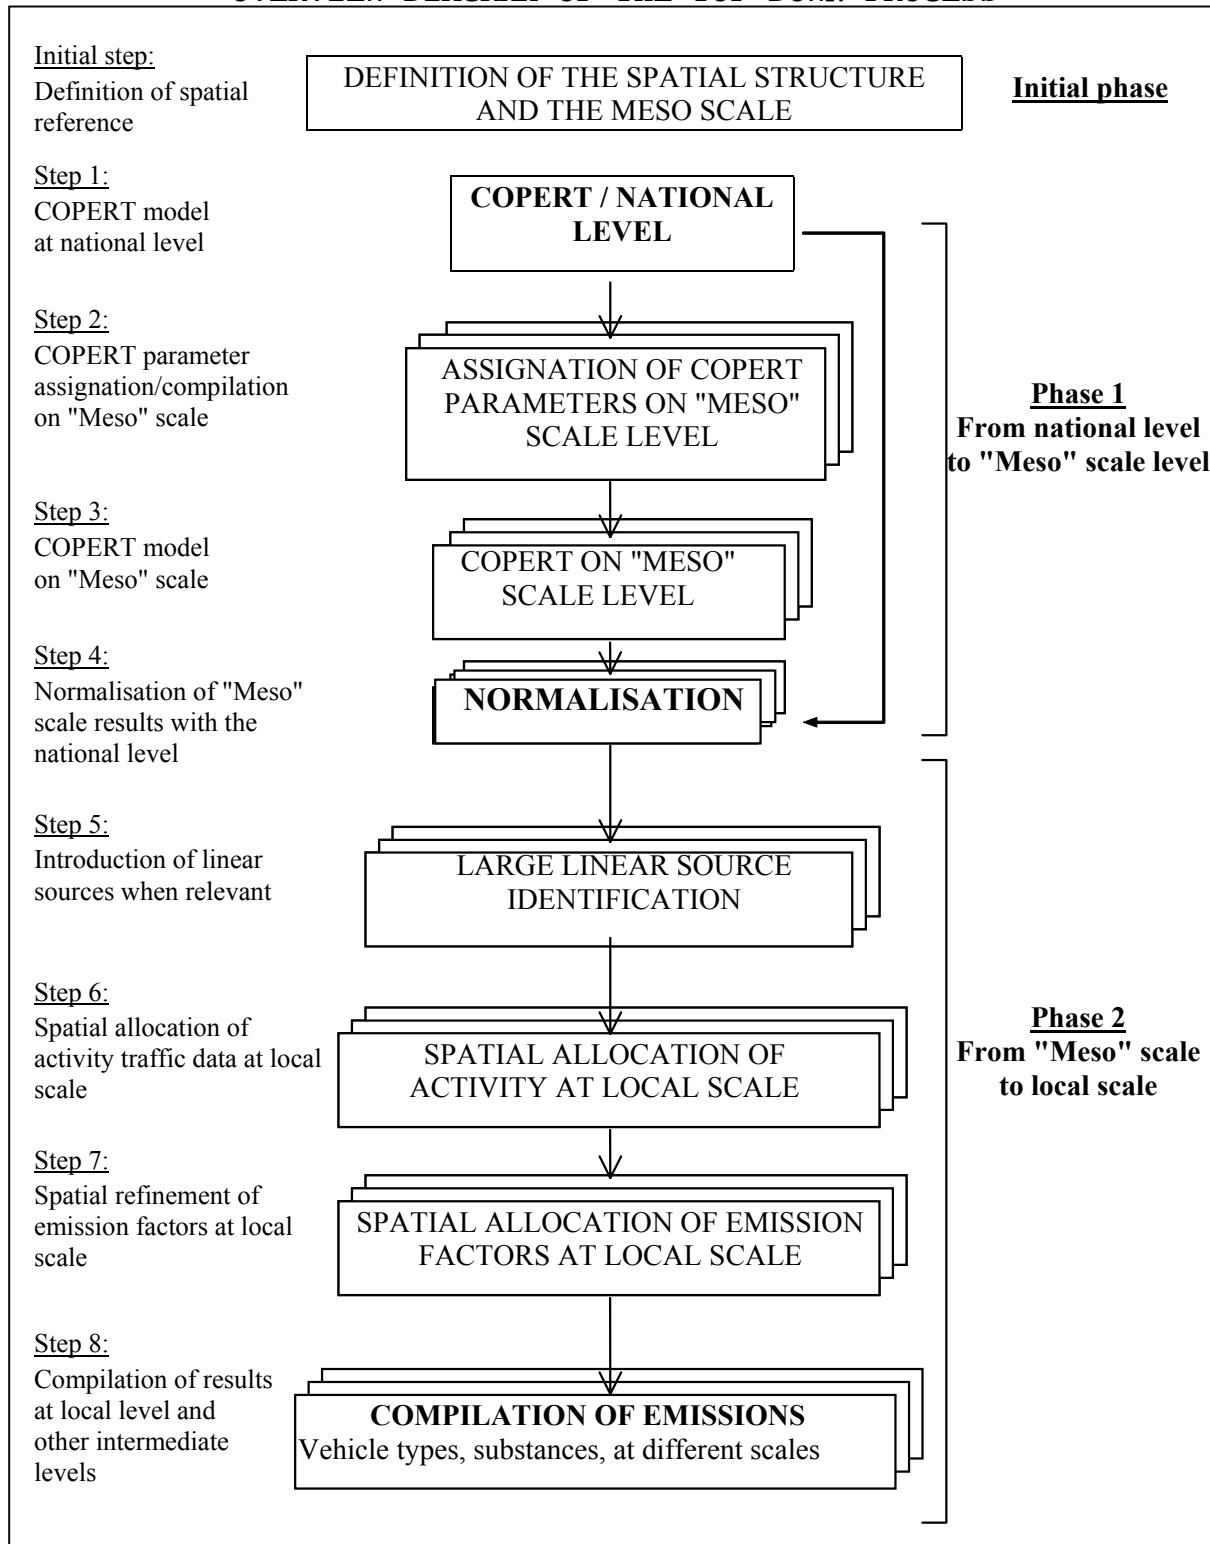 OVERVIEW DIAGRAM OF THE TOP DOWN PROCESS
Initial step:
Definition of spatial
reference
DEFINITION OF THE SPATIAL STRUCTURE
AND THE MESO SCALE
Initial phase
Step 1:
COPERT model
at national level
COPERT / NATIONAL
LEVEL
Step 2:
COPERT parameter
assignation/compilation
on "Meso" scale
ASSIGNATION OF COPERT
PARAMETERS ON "MESO"
SCALE LEVEL
Phase 1
From national level
to "Meso" scale level
Step 3:
COPERT model
on "Meso" scale
COPERT ON "MESO"
SCALE LEVEL
Step 4:
Normalisation of "Meso"
scale results with the
national level
NORMALISATION
Step 5:
Introduction of linear
sources when relevant
LARGE LINEAR SOURCE
IDENTIFICATION
Step 6:
Spatial allocation of
activity traffic data at local
scale
SPATIAL ALLOCATION OF
ACTIVITY AT LOCAL SCALE
Phase 2
From "Meso" scale
to local scale
Step 7:
Spatial refinement of
emission factors at local
scale
SPATIAL ALLOCATION OF EMISSION
FACTORS AT LOCAL SCALE
Step 8:
Compilation of results
at local level and
other intermediate
levels
COMPILATION OF EMISSIONS
Vehicle types, substances, at different scales